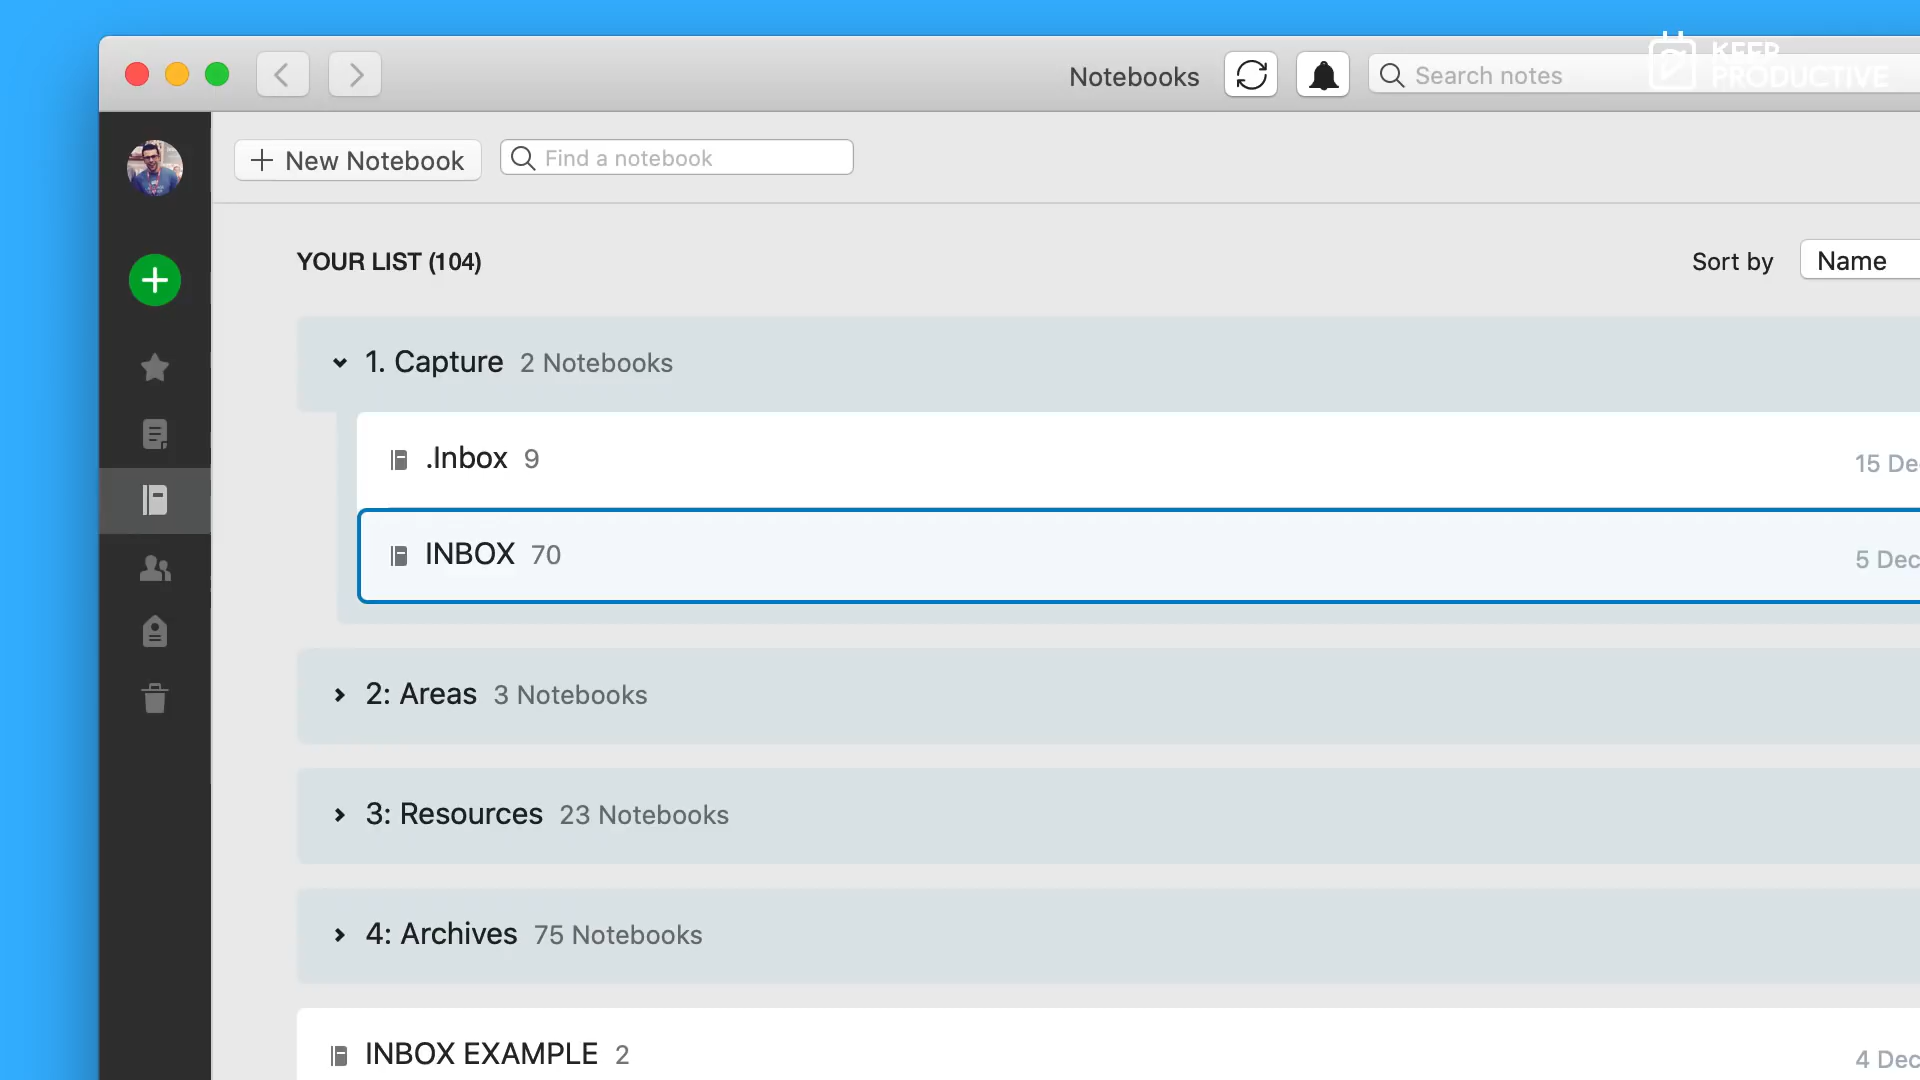 Notebooks
Search notes
KEEP
PRODUCTIVE
New Notebook
Find a notebook
YOUR LIST (104)
Sort by
Name
1. Capture 2 Notebooks
.Inbox 9
15 De
INBOX 70
5 Dec
2: Areas 3 Notebooks
3: Resources 23 Notebooks
4: Archives 75 Notebooks
INBOX EXAMPLE 2
4 Dec